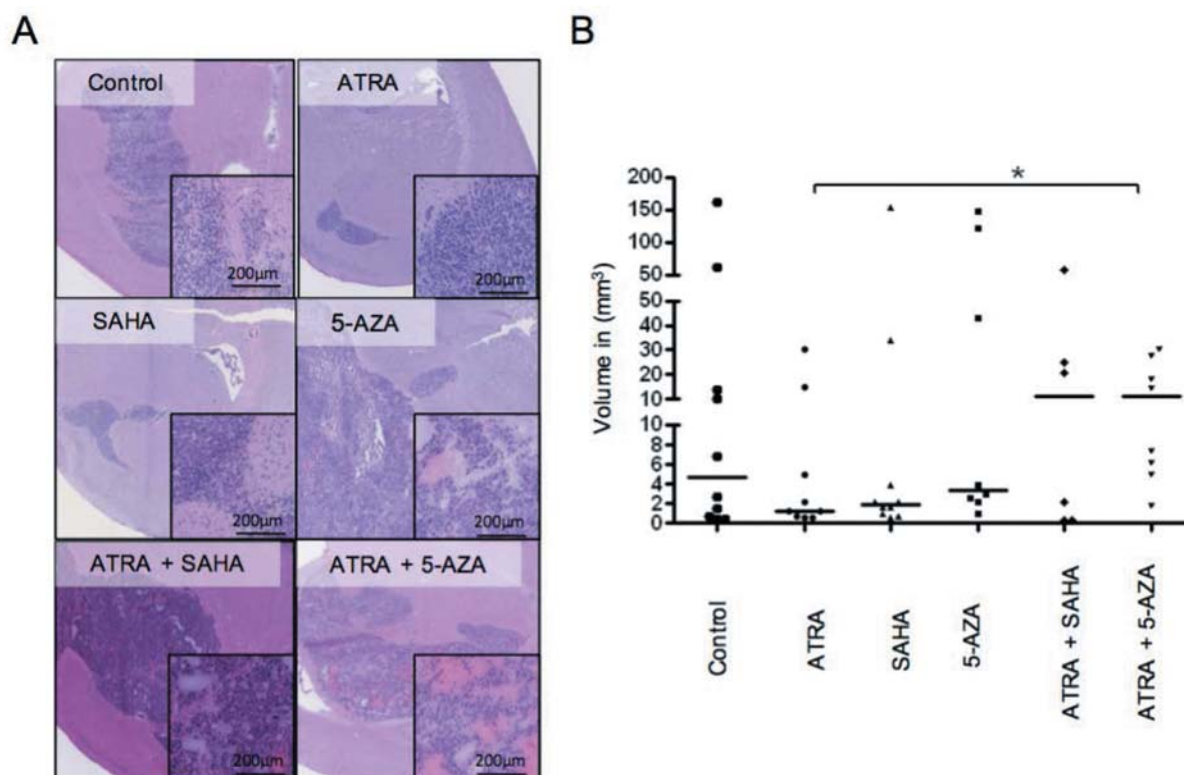 A
Control
200μm
ATRA
200μm
SAHA
200μm
5-AZA
200μm
ATRA + SAHA
200μm
ATRA + 5-AZA
200μm
B
*
Volume in (mm³)
200
150
100
50
50
40
30
20
10
10
8
6
4
2
0
Control
ATRA
SAHA
5-AZA
ATRA + SAHA
ATRA + 5-AZA